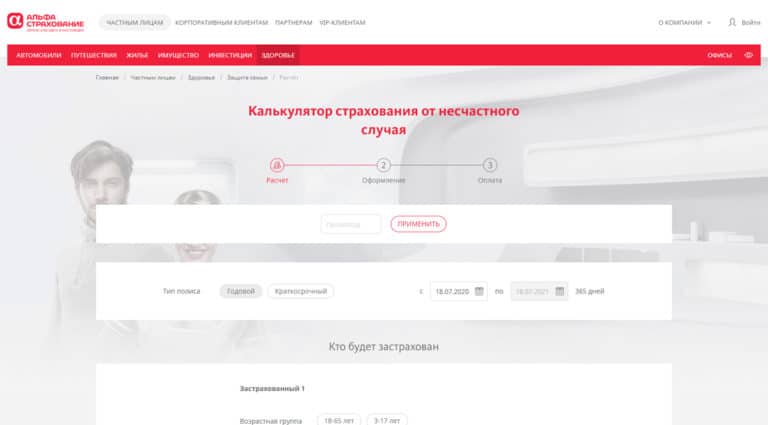 АЛЬФА
СТРАХОВАНИЕ
ЧАСТНЫМ ЛИЦАМ КОРПОРАТИВНЫМ КЛИЕНТАМ ПАРТНЕРАМ VIP-КЛИЕНТАМ О КОМПАНИИ Войти
АВТОМОБИЛИ ПУТЕШЕСТВИЯ ЖИЛЬЕ ИМУЩЕСТВО ИНВЕСТИЦИИ ЗДОРОВЬЕ ОФИСЫ
Главная / Частным лицам / Здоровье / Защита семьи / Расчет
Калькулятор страхования от несчастного
случая
2 3
Расчет Оформление Оплата
Промокод ПРИМЕНИТЬ
Тип полиса Годовой Краткосрочный с 18.07.2020 по 18.07.2021 365 дней
Кто будет застрахован
Застрахованный 1
Возрастная группа 18-65 лет 3-17 лет